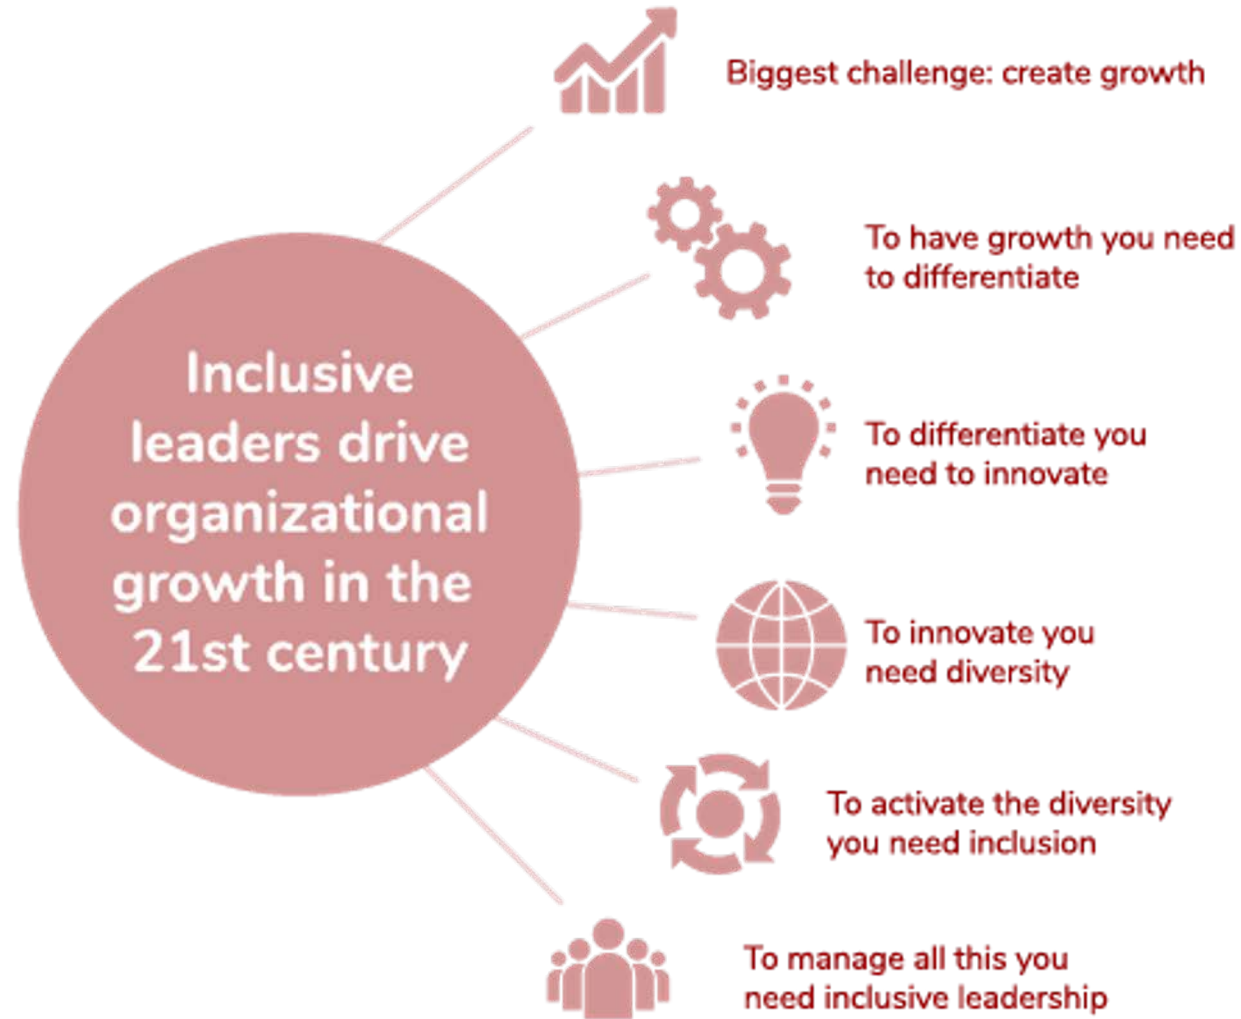 Biggest challenge: create growth
To have growth you need
to differentiate
Inclusive
leaders drive
organizational
growth in the
21st century
To differentiate you
need to innovate
To innovate you
need diversity
To activate the diversity
you need inclusion
To manage all this you
need inclusive leadership